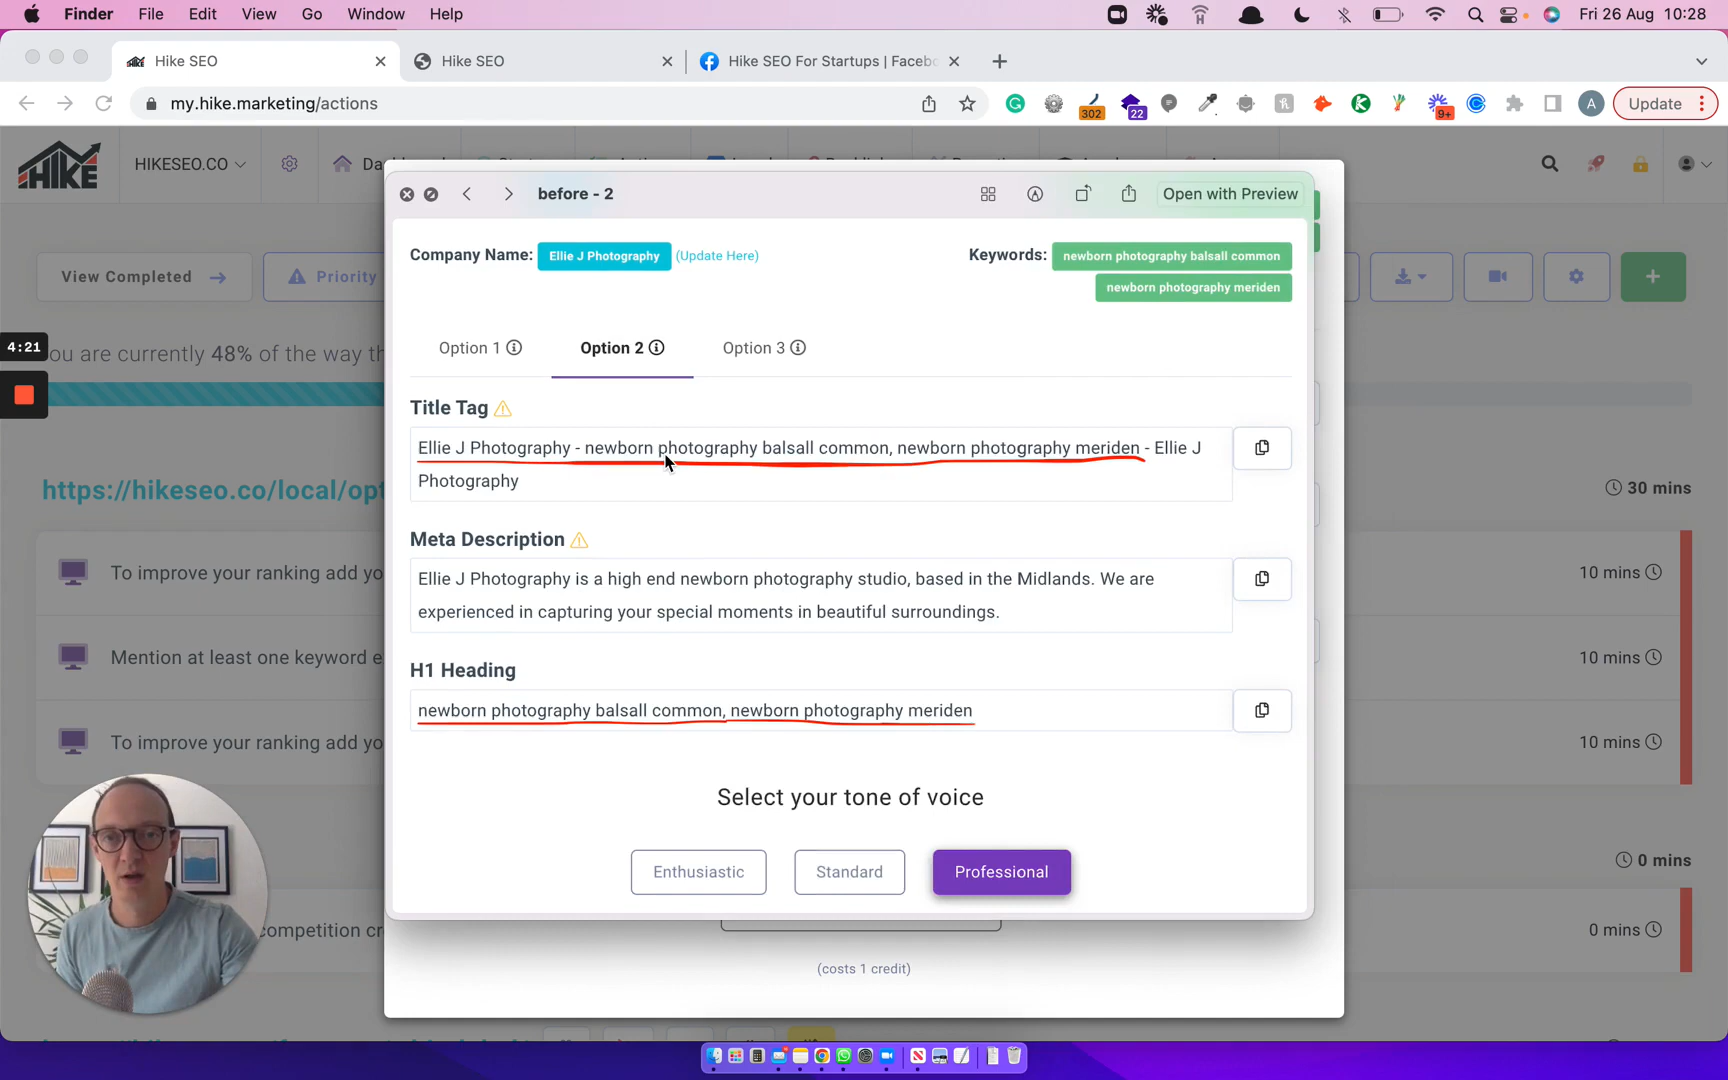 Finder File Edit View Go Window Help
Fri 26 Aug 10:28
Hike SEO
Hike SEO
Hike SEO For Startups | Facebo
my.hike.marketing/actions
302
22
9+
A
Update
HIKE
HIKESEO.CO
before - 2
Open with Preview
View Completed
Priority
Company Name: Ellie J Photography (Update Here)
Keywords: newborn photography balsall common
newborn photography meriden
4:21
ou are currently 48% of the way th
Option 1
Option 2
Option 3
Title Tag
Ellie J Photography - newborn photography balsall common, newborn photography meriden - Ellie J
Photography
https://hikeseo.co/local/opt
30 mins
Meta Description
Ellie J Photography is a high end newborn photography studio, based in the Midlands. We are
experienced in capturing your special moments in beautiful surroundings.
To improve your ranking add yo
10 mins
Mention at least one keyword e
10 mins
H1 Heading
newborn photography balsall common, newborn photography meriden
To improve your ranking add yo
10 mins
Select your tone of voice
Enthusiastic
Standard
Professional
0 mins
competition cr
0 mins
(costs 1 credit)